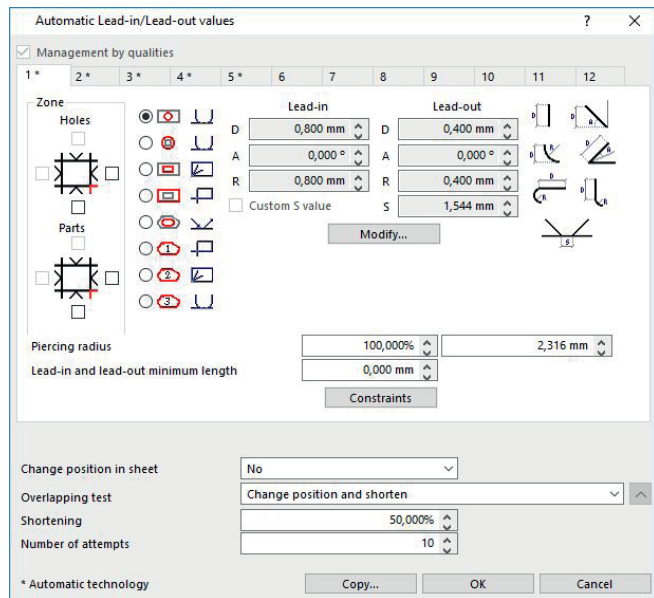 Automatic Lead-in/Lead-out values ? ×
Management by qualities
1 * 2 * 3 * 4 * 5 * 6 7 8 9 10 11 12
Zone
Holes
Parts
1
2
3
Lead-in Lead-out
D 0,800 mm D 0,400 mm
A 0,000 ° A 0,000 °
R 0,800 mm R 0,400 mm
Custom S value S 1,544 mm
Modify...
D D A
D R D A
D R D R
S
Piercing radius 100,000% 2,316 mm
Lead-in and lead-out minimum length 0,000 mm
Constraints
Change position in sheet No
Overlapping test Change position and shorten
Shortening 50,000%
Number of attempts 10
* Automatic technology Copy... OK Cancel